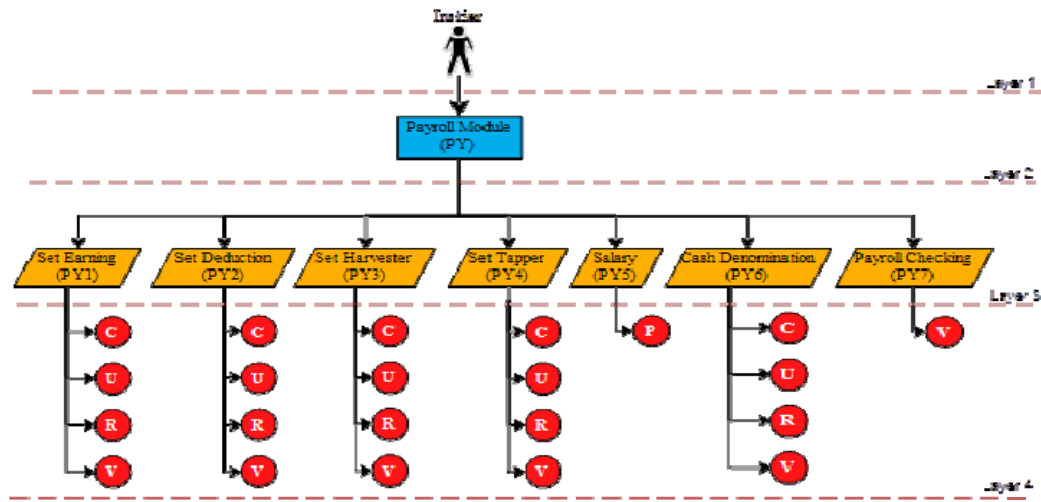 Insider
Layer 1
Payroll Module
(PY)
Layer 2
Set Earning
(PY1)
Set Deduction
(PY2)
Set Harvester
(PY3)
Set Tapper
(PY4)
Salary
(PY5)
Cash Denomination
(PY6)
Payroll Checking
(PY7)
Layer 3
C C C C P C V
U U U U U
R R R R R
V V V V V
Layer 4